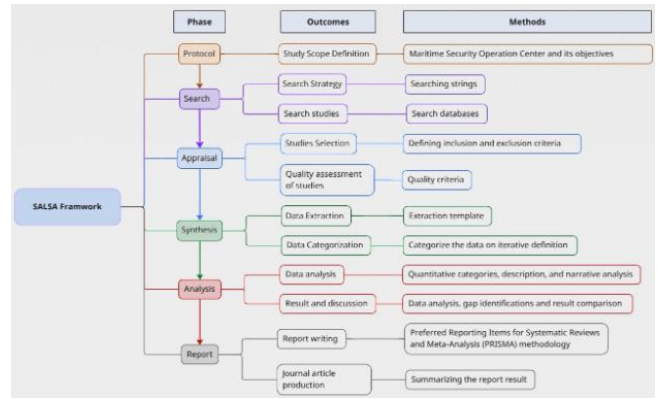 Phase Outcomes Methods
Protocol Study Scope Definition Maritime Security Operation Center and its objectives
Search Strategy Searching strings
Search
Search studies Search databases
Studies Selection Defining inclusion and exclusion criteria
Appraisal
Quality assessment
of studies
Quality criteria
SALSA Framwork
Data Extraction Extraction template
Synthesis
Data Categorization Categorize the data on iterative definition
Data analysis Quantitative categories, description, and narrative analysis
Analysis
Result and discussion Data analysis, gap identifications and result comparison
Report writing
Preferred Reporting Items for Systematic Reviews
and Meta-Analysis (PRISMA) methodology
Report
Journal article
production
Summarizing the report result